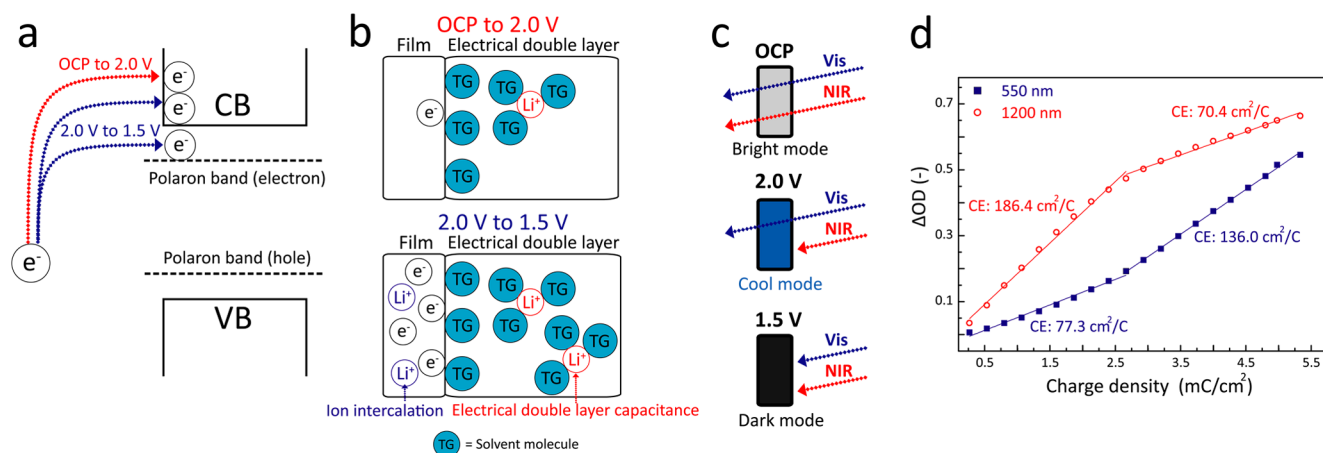 a
OCP to 2.0 V
e⁻
CB
e⁻
2.0 V to 1.5 V
e⁻
Polaron band (electron)
e⁻
Polaron band (hole)
VB
b
OCP to 2.0 V
Film
Electrical double layer
TG
TG
TG
Li⁺
e⁻
TG
TG
TG
2.0 V to 1.5 V
Film
Electrical double layer
e⁻
TG
TG
TG
Li⁺
Li⁺
e⁻
TG
TG
e⁻
TG
TG
Li⁺
e⁻
TG
TG
Li⁺
Ion intercalation
Electrical double layer capacitance
TG = Solvent molecule
c
OCP
Vis
NIR
Bright mode
2.0 V
Vis
NIR
Cool mode
1.5 V
Vis
NIR
Dark mode
d
550 nm
1200 nm
CE: 70.4 cm²/C
CE: 186.4 cm²/C
CE: 136.0 cm²/C
CE: 77.3 cm²/C
ΔOD (-)
0.7
0.5
0.3
0.1
0.5 1.5 2.5 3.5 4.5 5.5
Charge density (mC/cm²)